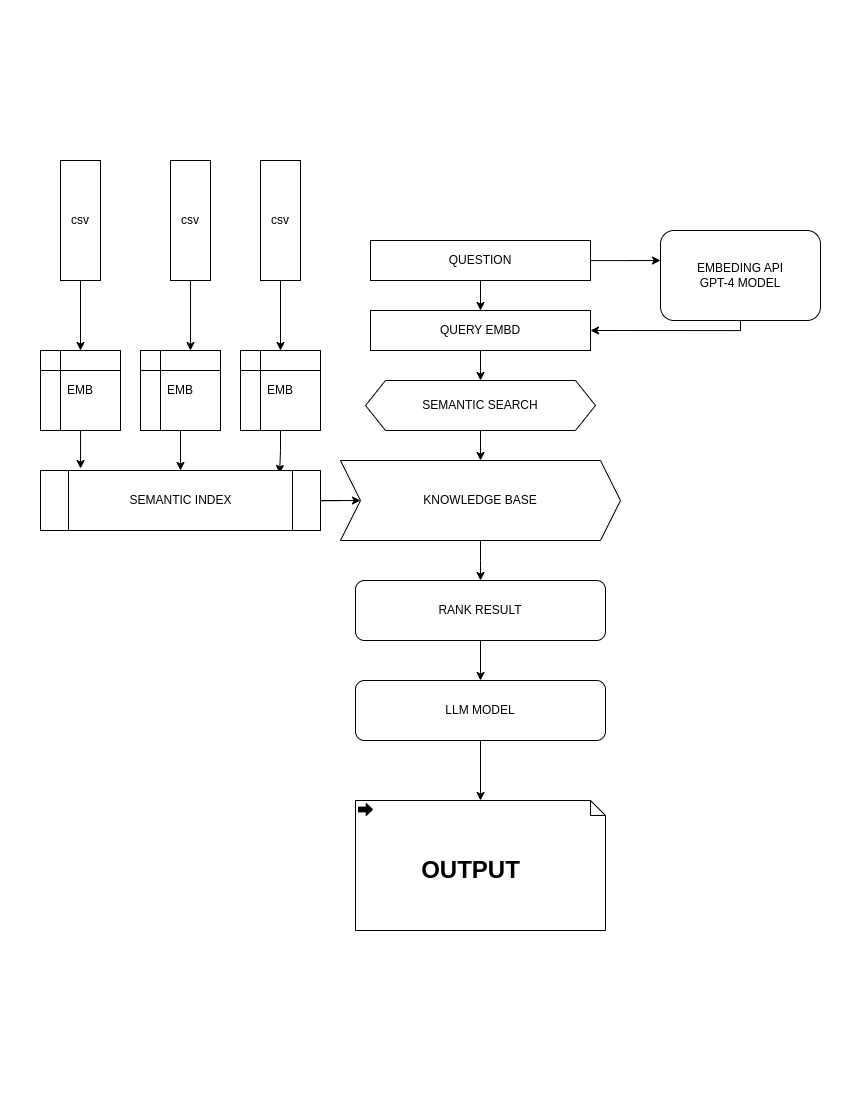 csv
csv
csv
QUESTION
EMBEDING API
GPT-4 MODEL
QUERY EMBD
EMB
EMB
EMB
SEMANTIC SEARCH
SEMANTIC INDEX
KNOWLEDGE BASE
RANK RESULT
LLM MODEL
OUTPUT